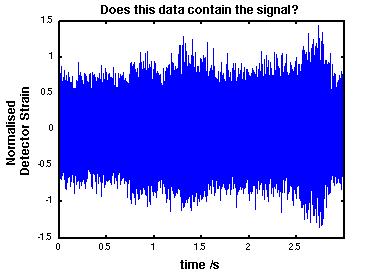 Does this data contain the signal?
1.5
1
0.5
0
-0.5
-1
-1.5
Normalised
Detector Strain
0 0.5 1 1.5 2 2.5
time /s